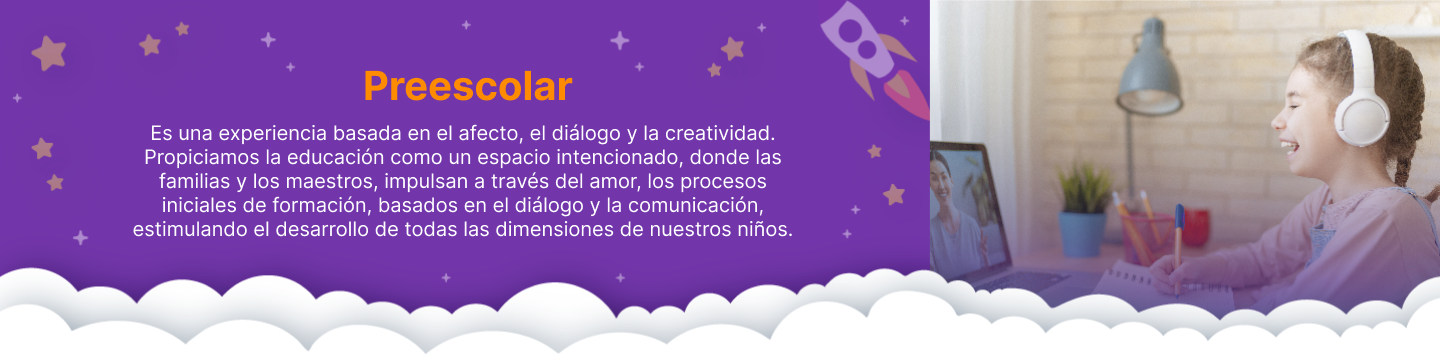 Preescolar
Es una experiencia basada en el afecto, el diálogo y la creatividad.
Propiciamos la educación como un espacio intencionado, donde las
familias y los maestros, impulsan a través del amor, los procesos
iniciales de formación, basados en el diálogo y la comunicación,
estimulando el desarrollo de todas las dimensiones de nuestros niños.